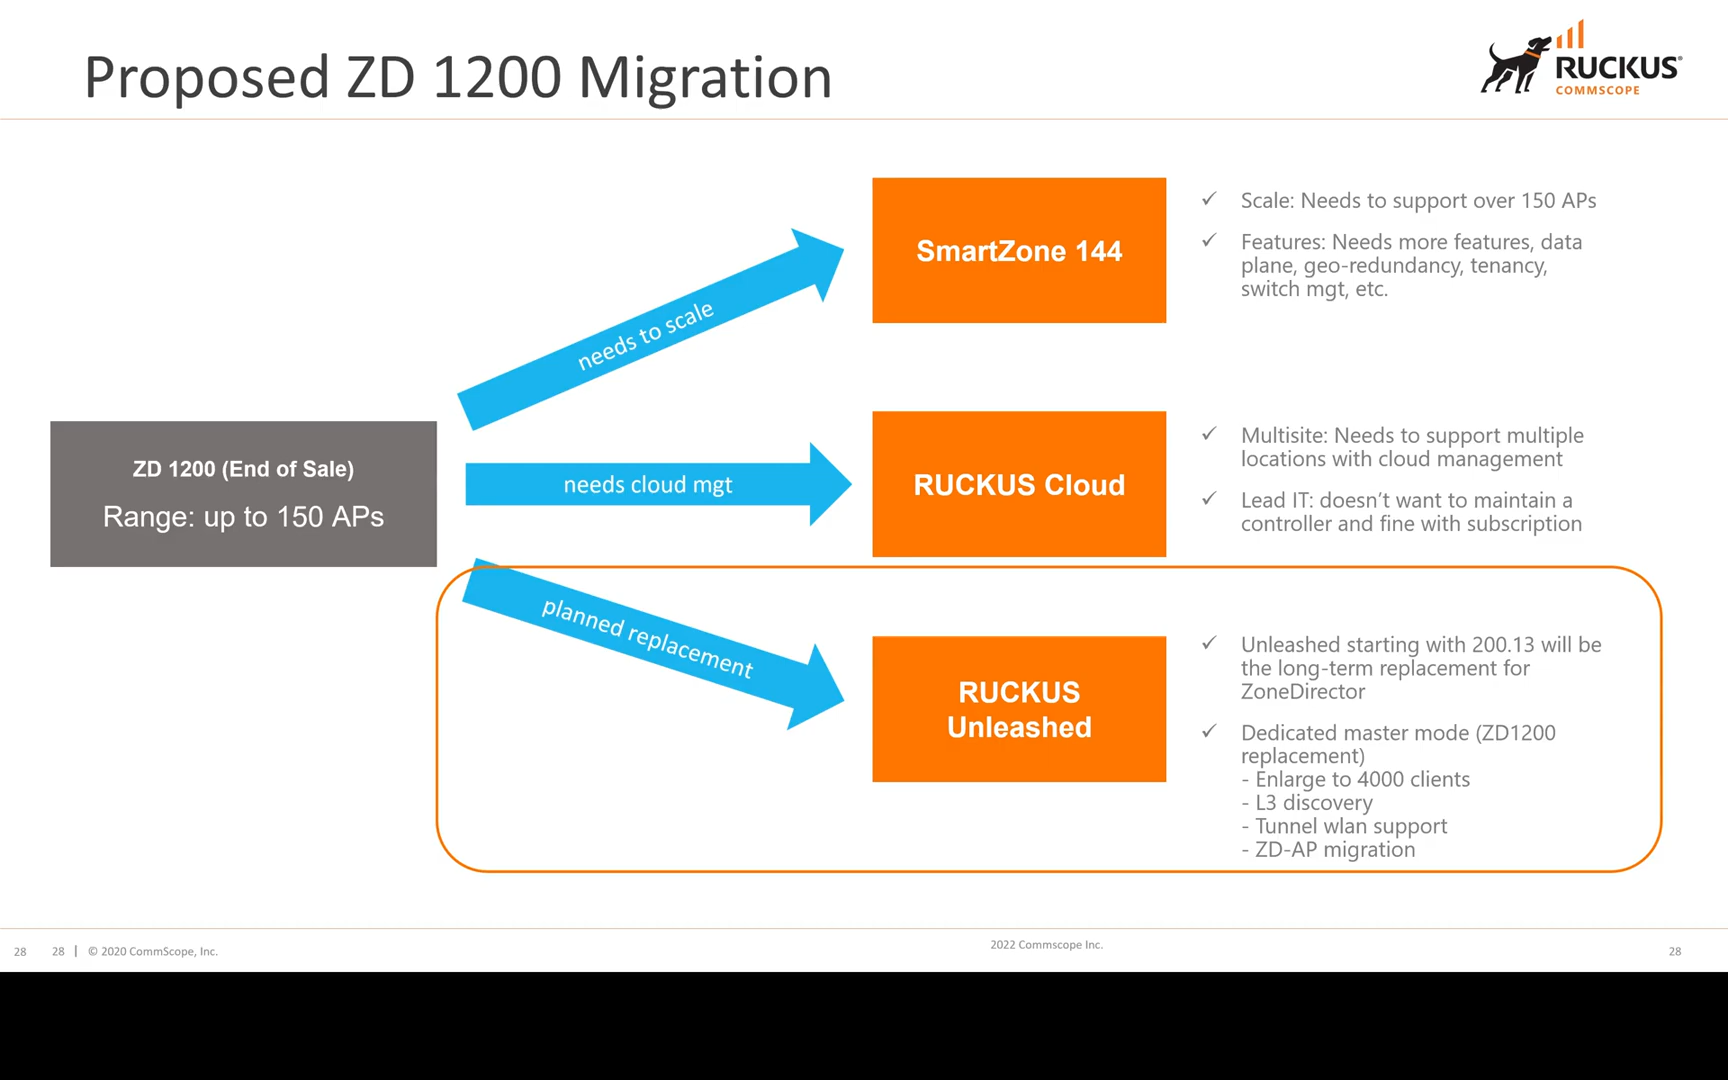 Proposed ZD 1200 Migration
RUCKUS®
COMMSCOPE
ZD 1200 (End of Sale)
Range: up to 150 APs
needs to scale
needs cloud mgt
planned replacement
SmartZone 144
✓ Scale: Needs to support over 150 APs
✓ Features: Needs more features, data
plane, geo-redundancy, tenancy,
switch mgt, etc.
RUCKUS Cloud
✓ Multisite: Needs to support multiple
locations with cloud management
✓ Lead IT: doesn’t want to maintain a
controller and fine with subscription
RUCKUS
Unleashed
✓ Unleashed starting with 200.13 will be
the long-term replacement for
ZoneDirector
✓ Dedicated master mode (ZD1200
replacement)
- Enlarge to 4000 clients
- L3 discovery
- Tunnel wlan support
- ZD-AP migration
28 28 | © 2020 CommScope, Inc.
2022 Commscope Inc.
28